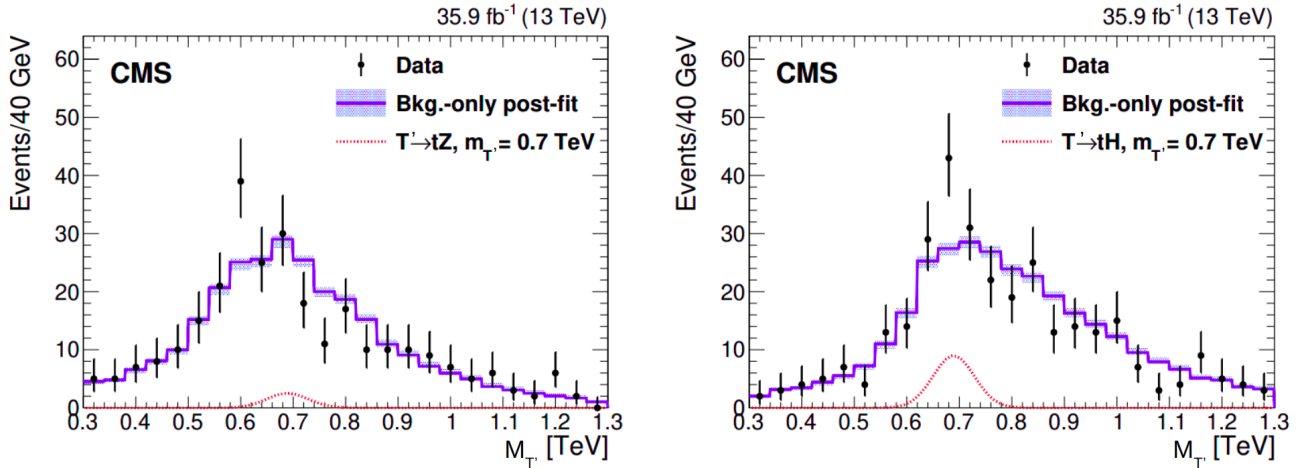 35.9 fb⁻¹ (13 TeV)
CMS
Data
Bkg.-only post-fit
T'→tZ, m_T' = 0.7 TeV
Events/40 GeV
60
50
40
30
20
10
0
0.3 0.4 0.5 0.6 0.7 0.8 0.9 1 1.1 1.2 1.3
M_T' [TeV]
35.9 fb⁻¹ (13 TeV)
CMS
Data
Bkg.-only post-fit
T'→tH, m_T' = 0.7 TeV
Events/40 GeV
60
50
40
30
20
10
0
0.3 0.4 0.5 0.6 0.7 0.8 0.9 1 1.1 1.2 1.3
M_T' [TeV]